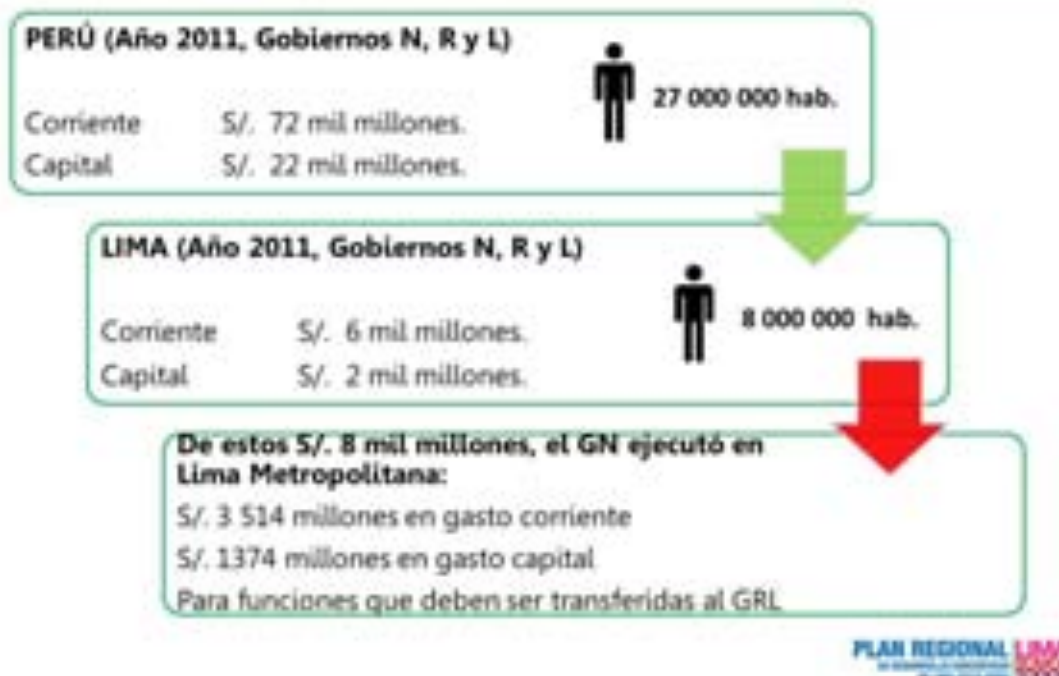 PERÚ (Año 2011, Gobiernos N, R y L)
27 000 000 hab.
Corriente S/. 72 mil millones.
Capital S/. 22 mil millones.
LIMA (Año 2011, Gobiernos N, R y L)
8 000 000 hab.
Corriente S/. 6 mil millones.
Capital S/. 2 mil millones.
De estos S/. 8 mil millones, el GN ejecutó en
Lima Metropolitana:
S/. 3 514 millones en gasto corriente
S/. 1374 millones en gasto capital
Para funciones que deben ser transferidas al GRL
PLAN REGIONAL LIMA